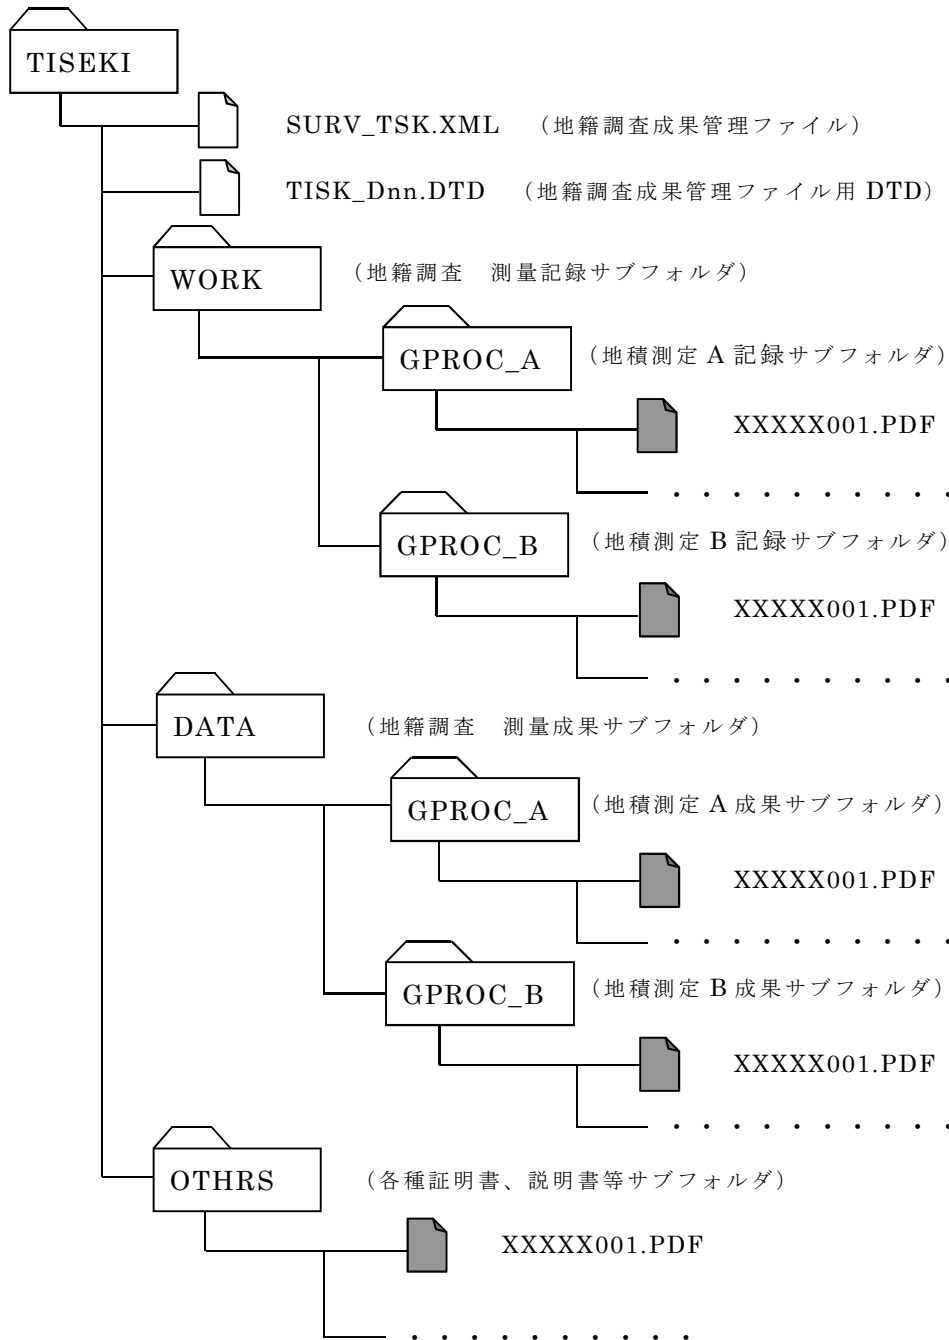 TISEKI
SURV_TSK.XML （地籍調査成果管理ファイル）
TISK_Dnn.DTD （地籍調査成果管理ファイル用 DTD）
WORK （地籍調査　測量記録サブフォルダ）
GPROC_A （地積測定 A 記録サブフォルダ）
XXXXX001.PDF
・・・・・・・・・・
GPROC_B （地積測定 B 記録サブフォルダ）
XXXXX001.PDF
・・・・・・・・・・
DATA （地籍調査　測量成果サブフォルダ）
GPROC_A （地積測定 A 成果サブフォルダ）
XXXXX001.PDF
・・・・・・・・・・
GPROC_B （地積測定 B 成果サブフォルダ）
XXXXX001.PDF
・・・・・・・・・・
OTHRS （各種証明書、説明書等サブフォルダ）
XXXXX001.PDF
・・・・・・・・・・